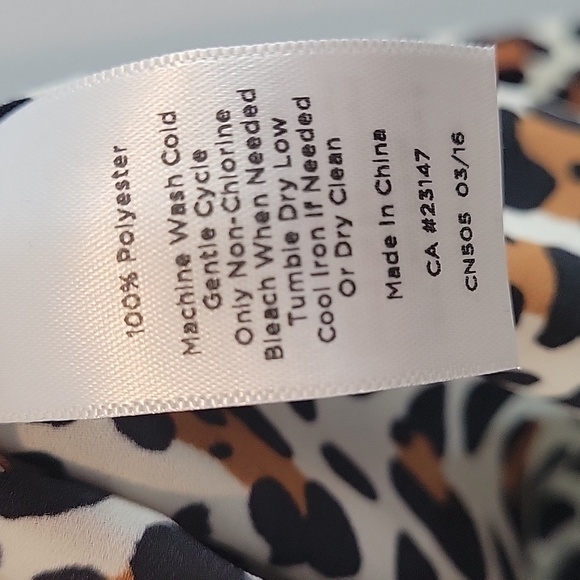 100% Polyester
Machine Wash Cold
Gentle Cycle
Only Non-Chlorine
Bleach When Needed
Tumble Dry Low
Cool Iron If Needed
Or Dry Clean
Made In China
CA #23147
CN505 03/16